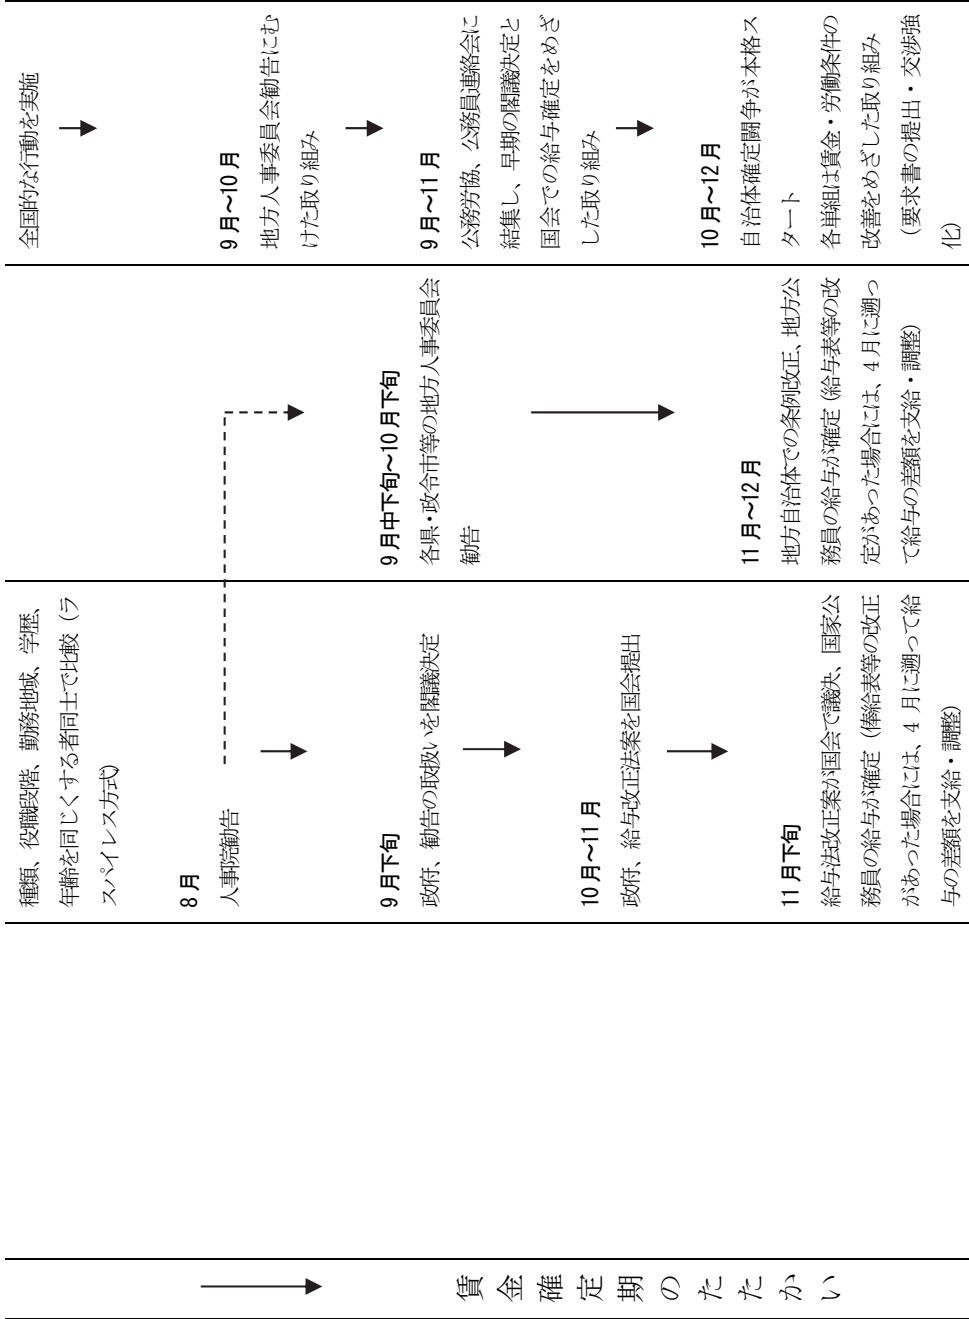 賃金確定期のたたかい
種類、役職段階、勤務地域、学歴、
年齢を同じくする者同士で比較（ラ
スパイレス方式）
8月
人事院勧告
9月下旬
政府、勧告の取扱いを閣議決定
10月～11月
政府、給与改正法案を国会提出
11月下旬
給与法改正案が国会で議決、国家公
務員の給与が確定（俸給表等の改正
があった場合には、4月に遡って給
与の差額を支給・調整）
9月中下旬～10月下旬
各県・政令市等の地方人事委員会
勧告
11月～12月
地方自治体での条例改正、地方公
務員の給与が確定（給与表等の改
定があった場合には、4月に遡っ
て給与の差額を支給・調整）
全国的な行動を実施
9月～10月
地方人事委員会勧告にむ
けた取り組み
9月～11月
公務労協、公務員連絡会に
結集し、早期の閣議決定と
国会での給与確定をめざ
した取り組み
10月～12月
自治体確定闘争が本格ス
タート
各単組は賃金・労働条件の
改善をめざした取り組み
（要求書の提出・交渉強
化）